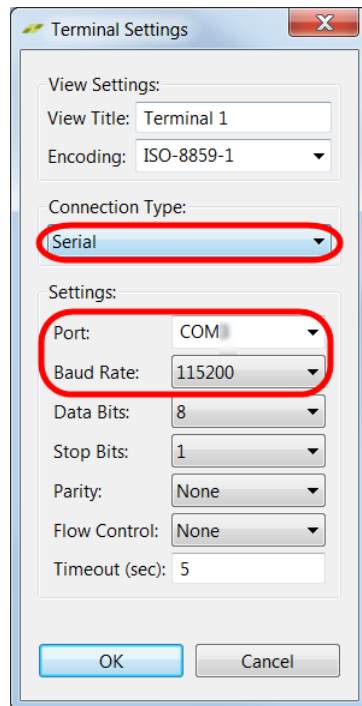 Terminal Settings
View Settings:
View Title: Terminal 1
Encoding: ISO-8859-1
Connection Type:
Serial
Settings:
Port: COM
Baud Rate: 115200
Data Bits: 8
Stop Bits: 1
Parity: None
Flow Control: None
Timeout (sec): 5
OK Cancel